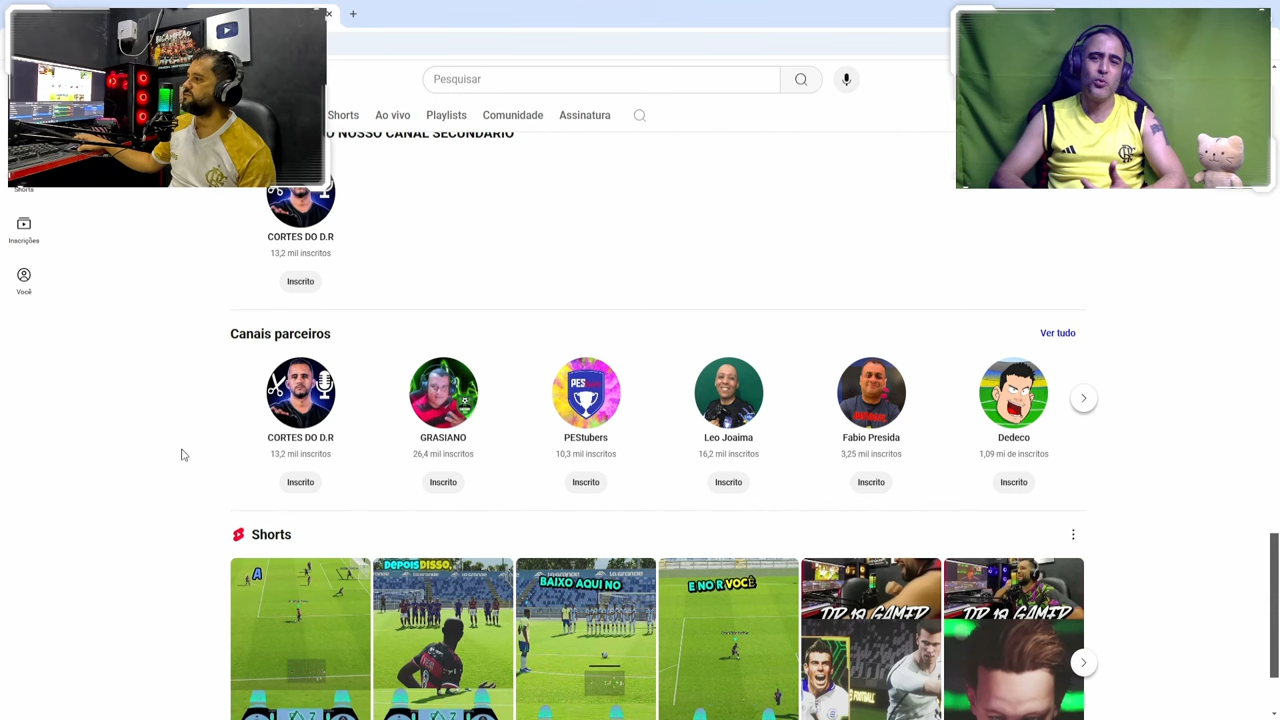 BICAMPEÃO
Pesquisar
Shorts Ao vivo Playlists Comunidade Assinatura
O NOSSO CANAL SECUNDÁRIO
Shorts
Inscrições
Você
CORTES DO D.R
13,2 mil inscritos
Inscrito
Canais parceiros
Ver tudo
PES
CORTES DO D.R GRASIANO PEStubers Leo Joaima Fabio Presida Dedeco
13,2 mil inscritos 26,4 mil inscritos 10,3 mil inscritos 16,2 mil inscritos 3,25 mil inscritos 1,09 mi de inscritos
Inscrito Inscrito Inscrito Inscrito Inscrito Inscrito
Shorts
A
DEPOIS DISSO,
BAIXO AQUI NO
E NO R VOCÊ